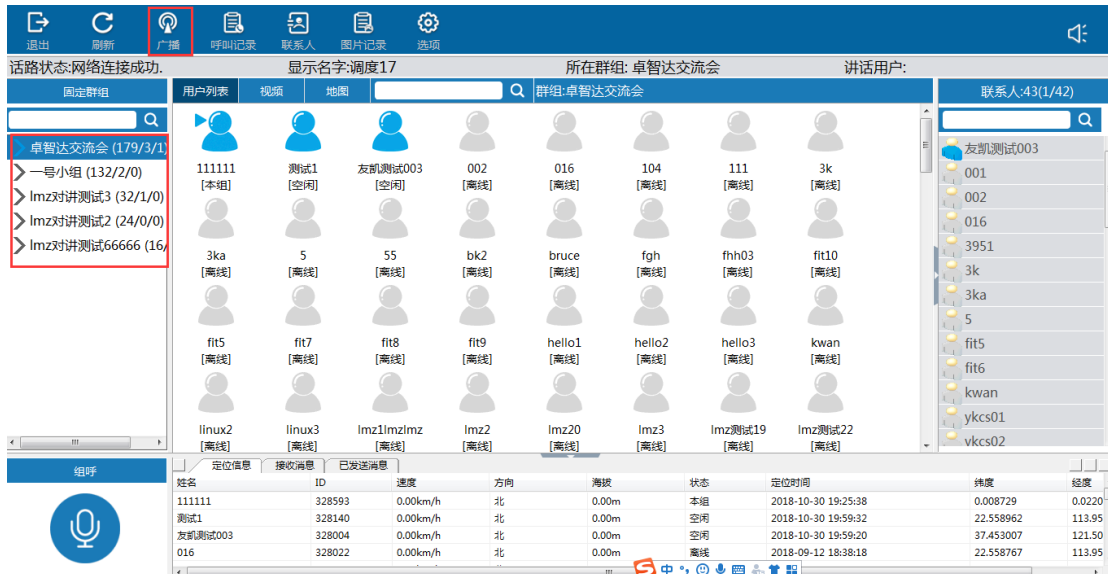 退出 刷新 广播 呼叫记录 联系人 图片记录 选项
话路状态:网络连接成功. 显示名字:调度17 所在群组: 卓智达交流会 讲话用户:
固定群组 用户列表 视频 地图 群组:卓智达交流会 联系人:43(1/42)
卓智达交流会 (179/3/1)
一号小组 (132/2/0)
lmz对讲测试3 (32/1/0)
lmz对讲测试2 (24/0/0)
lmz对讲测试66666 (16/
111111 测试1 友凯测试003 002 016 104 111 3k
[本组] [空闲] [空闲] [离线] [离线] [离线] [离线] [离线]
3ka 5 55 bk2 bruce fgh fhh03 fit10
[离线] [离线] [离线] [离线] [离线] [离线] [离线] [离线]
fit5 fit7 fit8 fit9 hello1 hello2 hello3 kwan
[离线] [离线] [离线] [离线] [离线] [离线] [离线] [离线]
linux2 linux3 lmz1lmzlmz lmz2 lmz20 lmz3 lmz测试19 lmz测试22
[离线] [离线] [离线] [离线] [离线] [离线] [离线] [离线]
友凯测试003
001
002
016
3951
3k
3ka
5
fit5
fit6
kwan
ykcs01
ykcs02
组呼
定位信息 接收消息 已发送消息
姓名 ID 速度 方向 海拔 状态 定位时间 纬度 经度
111111 328593 0.00km/h 北 0.00m 本组 2018-10-30 19:25:38 0.008729 0.0220
测试1 328140 0.00km/h 北 0.00m 空闲 2018-10-30 19:59:32 22.558962 113.95
友凯测试003 328004 0.00km/h 北 0.00m 空闲 2018-10-30 19:59:20 37.453007 121.50
016 328022 0.00km/h 北 0.00m 离线 2018-09-12 18:38:18 22.558767 113.95
中